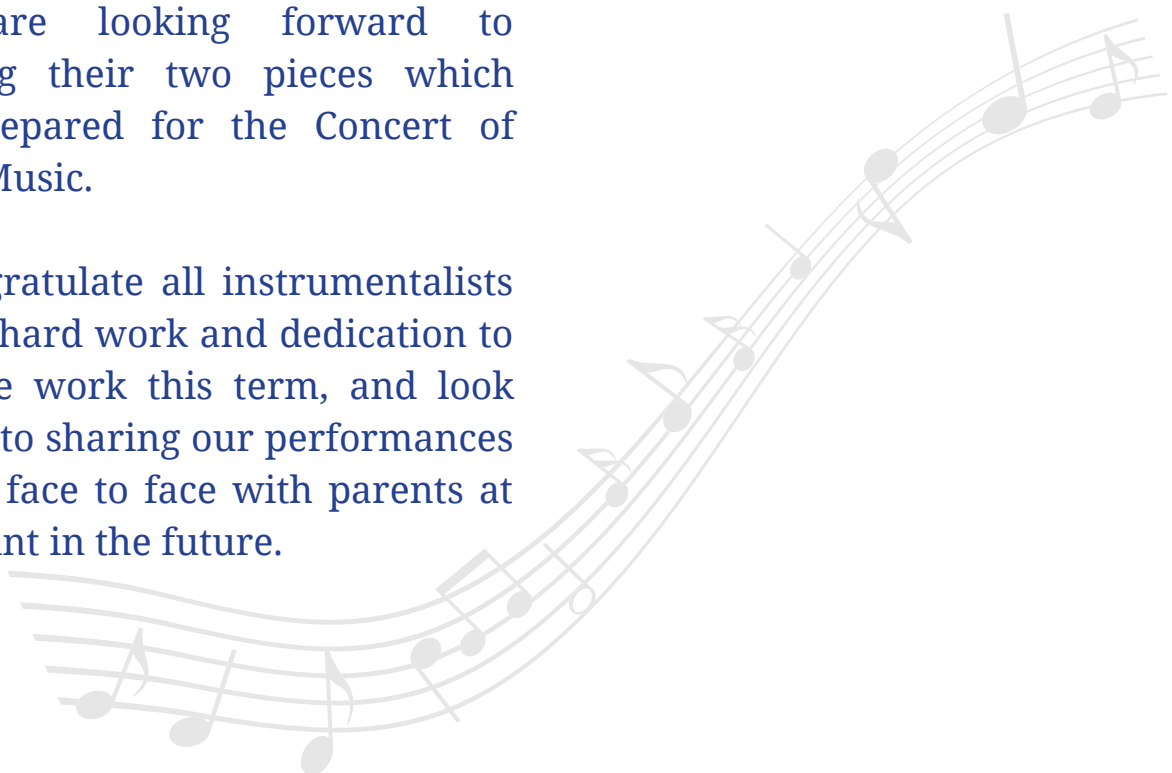 are looking forward to
g their two pieces which
epared for the Concert of
Music.
gratulate all instrumentalists
hard work and dedication to
e work this term, and look
to sharing our performances
face to face with parents at
nt in the future.